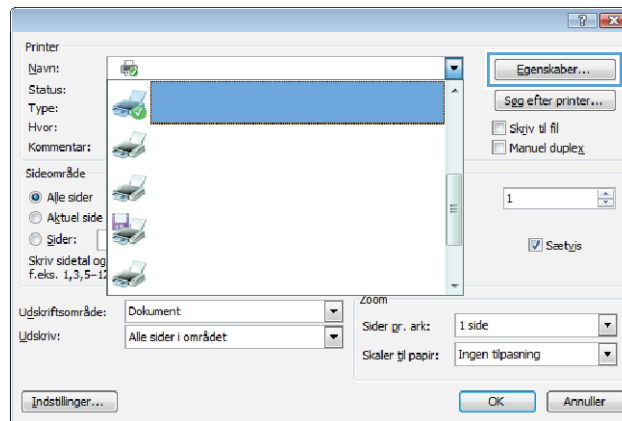 Printer
Navn:
Egenskaber...
Status:
Type:
Søg efter printer...
Hvor:
Skriv til fil
Kommentar:
Manuel duplex
Sideområde
Alle sider
1
Aktuel side
Sider:
Sætvis
Skriv sidetal og
f.eks. 1,3,5–12
Zoom
Udskriftsområde: Dokument
Sider pr. ark: 1 side
Udskriv: Alle sider i området
Skaler til papir: Ingen tilpasning
Indstillinger...
OK
Annuller